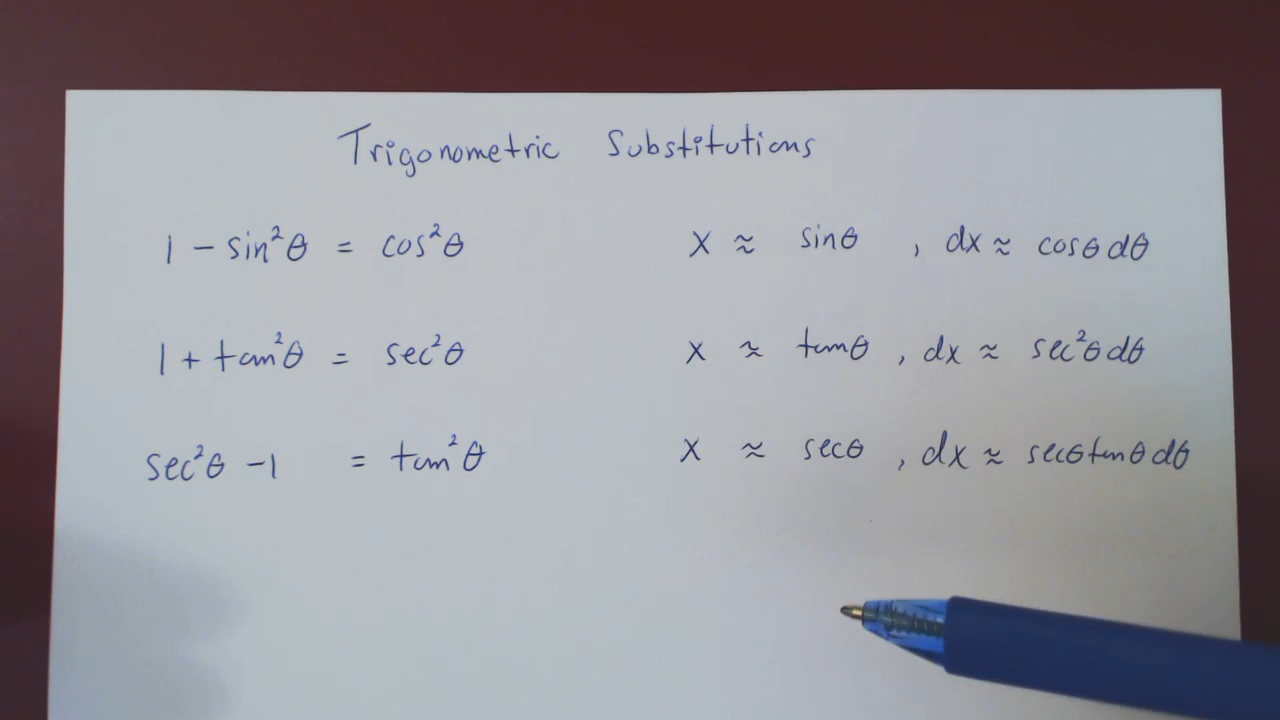 Trigonometric Substitutions
1 - sin²θ = cos²θ x ≈ sinθ , dx ≈ cosθ dθ
1 + tan²θ = sec²θ x ≈ tanθ , dx ≈ sec²θ dθ
sec²θ -1 = tan²θ x ≈ secθ , dx ≈ secθ tanθ dθ